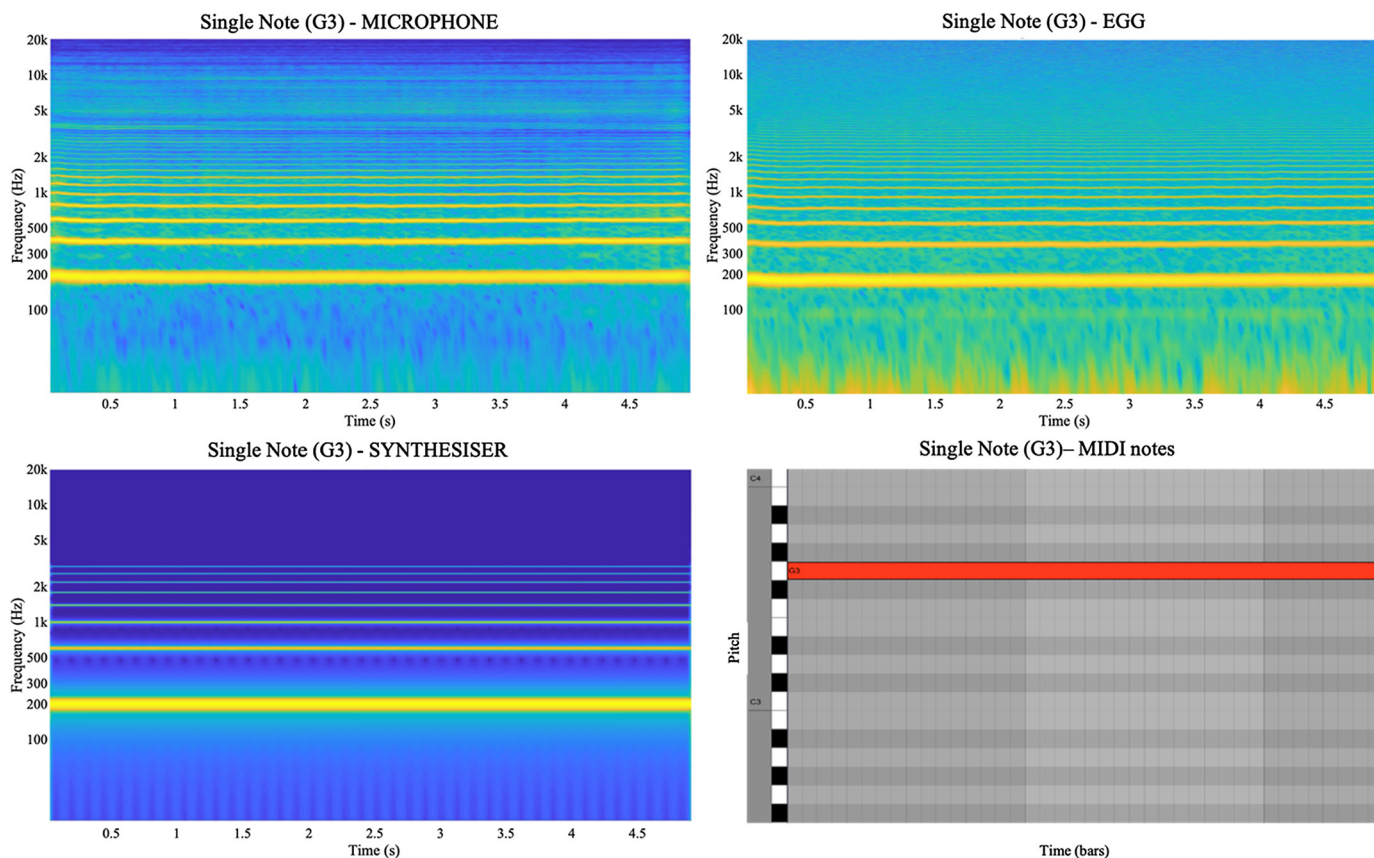 Single Note (G3) - MICROPHONE
20k
10k
5k
2k
1k
500
300
200
100
Frequency (Hz)
0.5 1 1.5 2 2.5 3 3.5 4 4.5
Time (s)
Single Note (G3) - EGG
20k
10k
5k
2k
1k
500
300
200
100
Frequency (Hz)
0.5 1 1.5 2 2.5 3 3.5 4 4.5
Time (s)
Single Note (G3) - SYNTHESISER
20k
10k
5k
2k
1k
500
300
200
100
Frequency (Hz)
0.5 1 1.5 2 2.5 3 3.5 4 4.5
Time (s)
Single Note (G3)– MIDI notes
C4
G3
C3
Pitch
Time (bars)